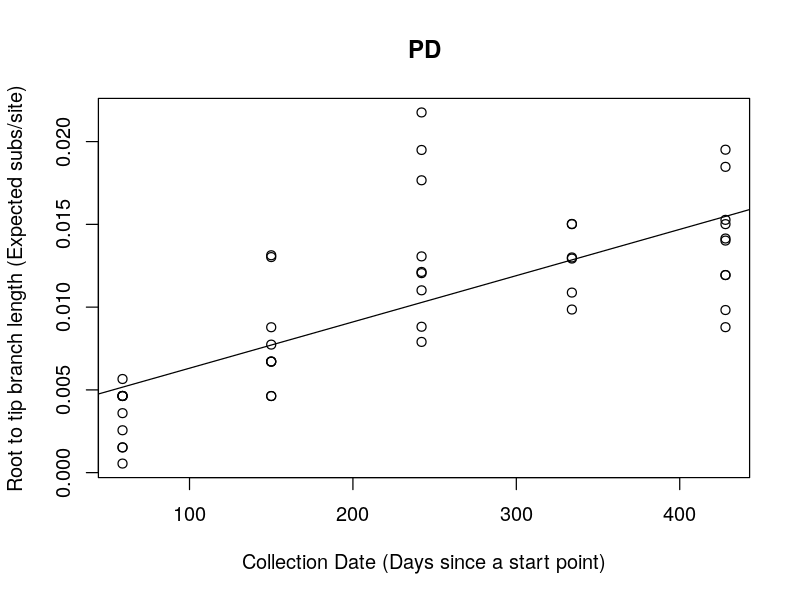 PD
Root to tip branch length (Expected subs/site)
0.020
0.015
0.010
0.005
0.000
100 200 300 400
Collection Date (Days since a start point)